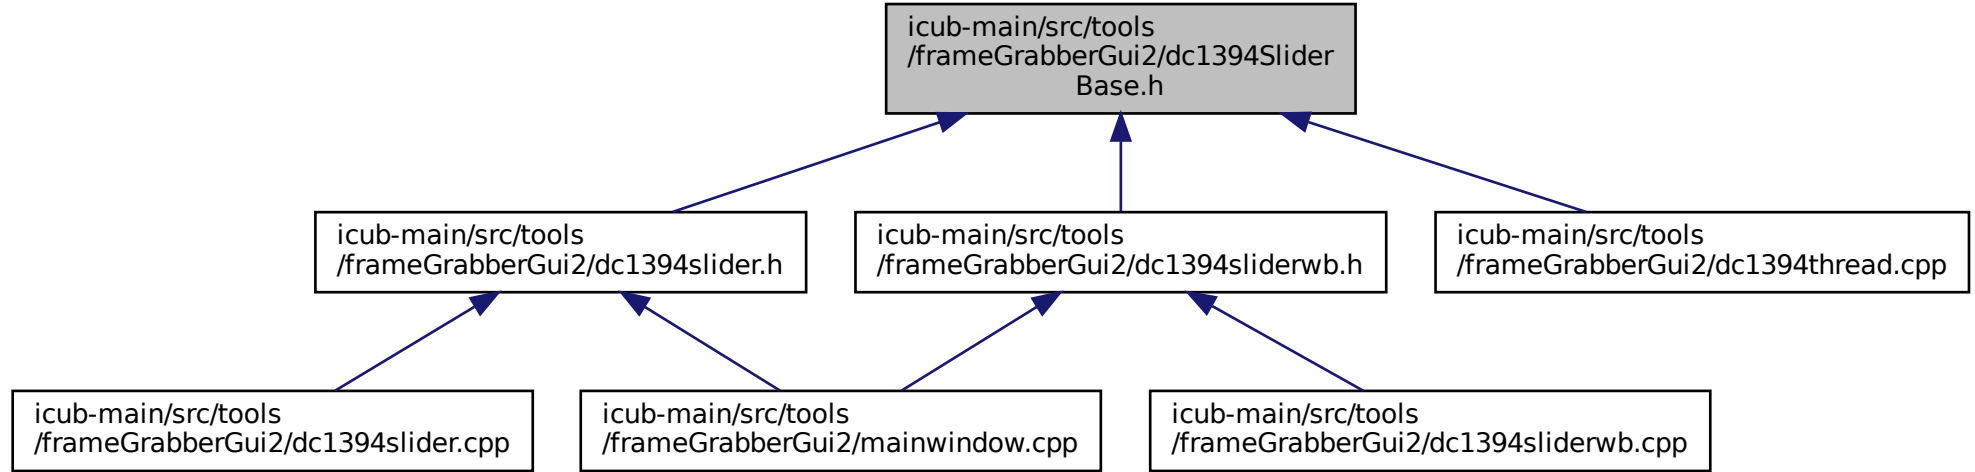 icub-main/src/tools
/frameGrabberGui2/dc1394Slider
Base.h
icub-main/src/tools
/frameGrabberGui2/dc1394slider.h
icub-main/src/tools
/frameGrabberGui2/dc1394sliderwb.h
icub-main/src/tools
/frameGrabberGui2/dc1394thread.cpp
icub-main/src/tools
/frameGrabberGui2/dc1394slider.cpp
icub-main/src/tools
/frameGrabberGui2/mainwindow.cpp
icub-main/src/tools
/frameGrabberGui2/dc1394sliderwb.cpp